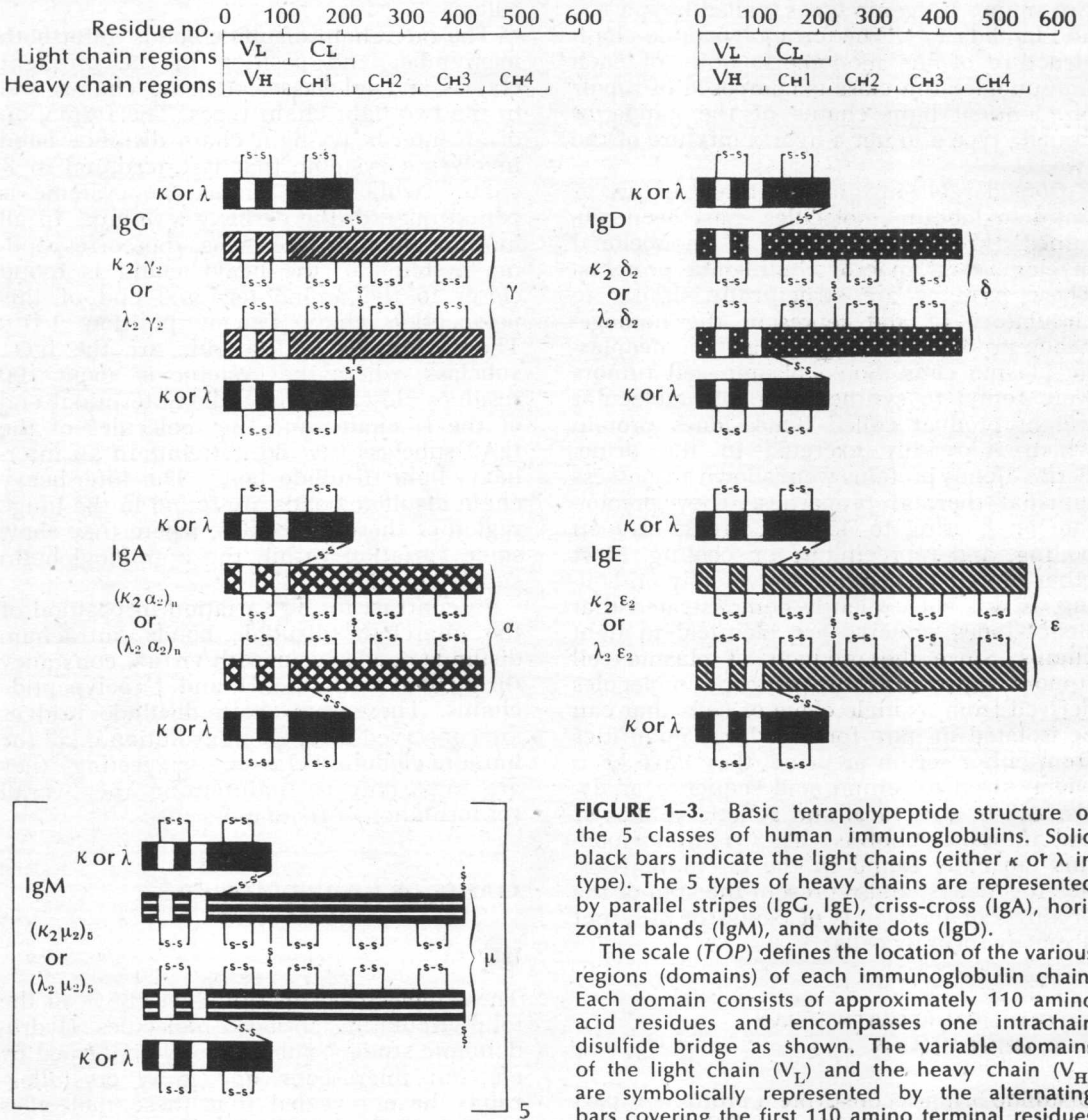 0 100 200 300 400 500 600
0 100 200 300 400 500 600
Residue no.
Light chain regions VL CL
VL CL
Heavy chain regions VH CH1 CH2 CH3 CH4
VH CH1 CH2 CH3 CH4
s-s s-s
κ or λ
s-s
IgG
κ2 γ2
s-s s-s s-s s-s
or
s s
γ
s-s s-s s-s s-s
λ2 γ2
s-s
κ or λ
s-s s-s
s-s s-s
κ or λ
s-s
IgD
κ2 δ2
s-s s-s s-s s-s
or
s s
δ
s-s s-s s-s s-s
λ2 δ2
s-s
κ or λ
s-s s-s
s-s s-s
κ or λ
s-s
IgA
(κ2 α2)n
s-s s-s s-s s-s
or
s s
α
(λ2 α2)n
s-s s-s s-s s-s
s-s
κ or λ
s-s s-s
s-s s-s
κ or λ
s-s
IgE
κ2 ε2
s-s s-s s-s s-s s-s
or
s s
ε
λ2 ε2
s-s s-s s-s s-s s-s
s-s
κ or λ
s-s s-s
s-s s-s
κ or λ
s-s
s s
IgM
(κ2 μ2)5
s-s s-s s-s s-s s-s
or
s s
μ
(λ2 μ2)5
s-s s-s s-s s-s s-s
s-s
s s
κ or λ
s-s s-s
5
FIGURE 1–3. Basic tetrapolypeptide structure of
the 5 classes of human immunoglobulins. Solid
black bars indicate the light chains (either κ or λ in
type). The 5 types of heavy chains are represented
by parallel stripes (IgG, IgE), criss-cross (IgA), hori-
zontal bands (IgM), and white dots (IgD).
The scale (TOP) defines the location of the various
regions (domains) of each immunoglobulin chain.
Each domain consists of approximately 110 amino
acid residues and encompasses one intrachain
disulfide bridge as shown. The variable domains
of the light chain (VL) and the heavy chain (VH)
are symbolically represented by the alternating
bars covering the first 110 amino terminal residues